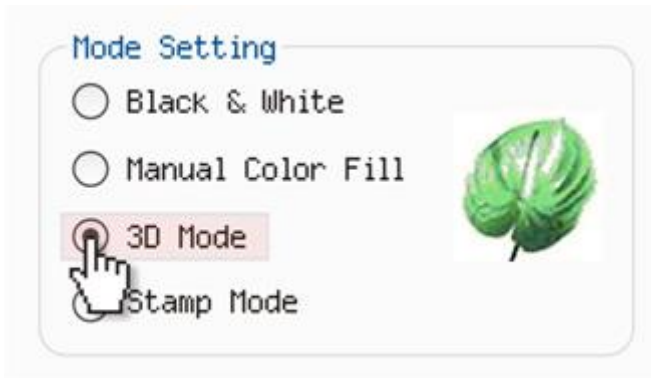 Mode Setting
Black & White
Manual Color Fill
3D Mode
Stamp Mode